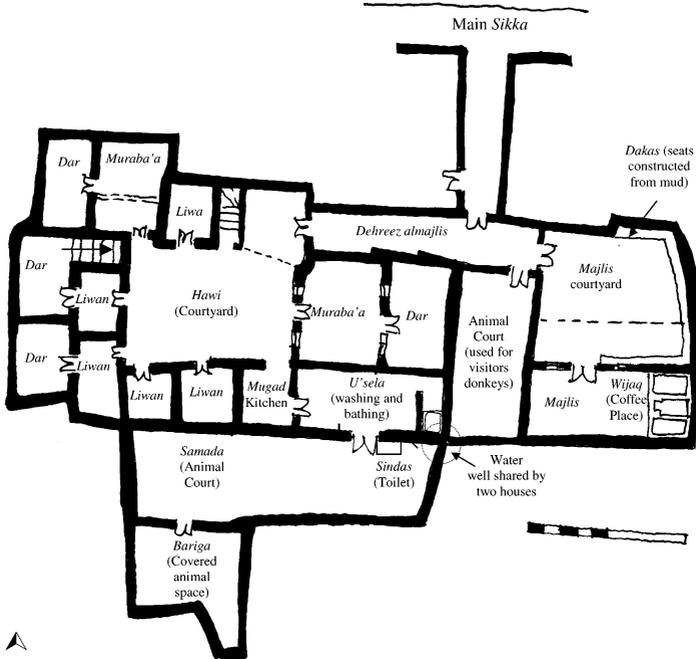 Main Sikka
Dakas (seats
constructed
from mud)
Dar
Muraba'a
Liwa
Dehreez almajlis
Majlis
courtyard
Dar
Liwan
Hawi
(Courtyard)
Muraba'a
Dar
Animal
Court
(used for
visitors
donkeys)
Dar
Liwan
Liwan
Liwan
Mugad
Kitchen
U'sela
(washing and
bathing)
Majlis
Wijaq
(Coffee
Place)
Samada
(Animal
Court)
Sindas
(Toilet)
Water
well shared by
two houses
Bariga
(Covered
animal
space)